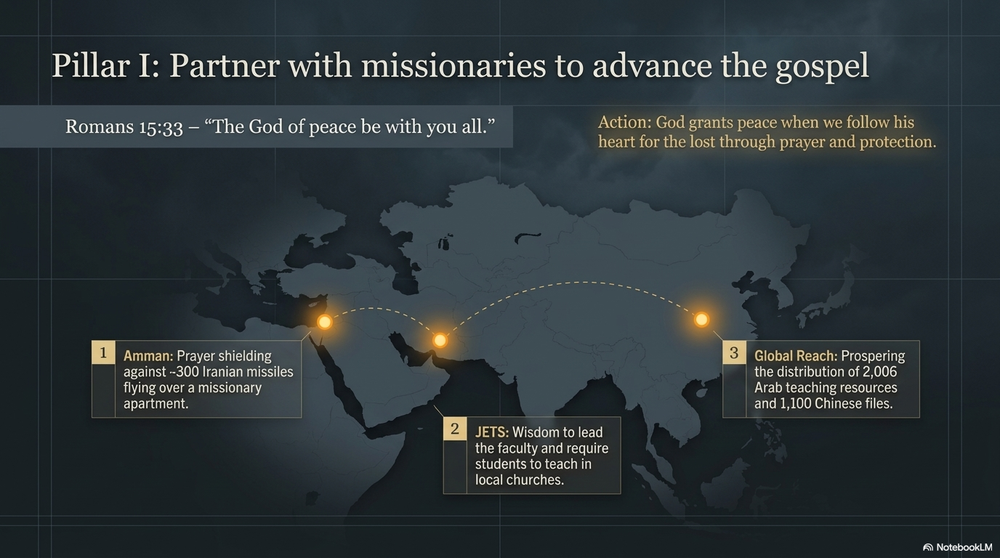 Pillar I: Partner with missionaries to advance the gospel
Romans 15:33 – “The God of peace be with you all.”
Action: God grants peace when we follow his
heart for the lost through prayer and protection.
1
Amman: Prayer shielding
against ~300 Iranian missiles
flying over a missionary
apartment.
2
JETS: Wisdom to lead
the faculty and require
students to teach in
local churches.
3
Global Reach: Prospering
the distribution of 2,006
Arab teaching resources
and 1,100 Chinese files.
NotebookLM